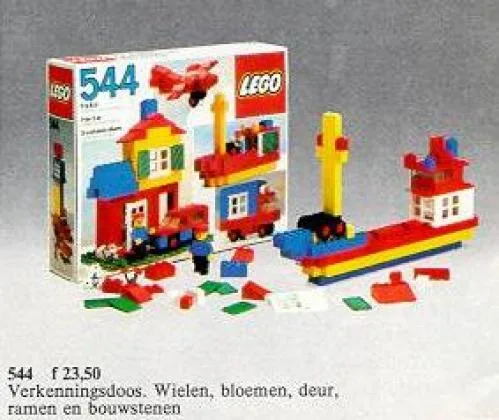 544
LEGO
LEGO
544 f 23,50
Verkenningsdoos. Wielen, bloemen, deur,
ramen en bouwstenen